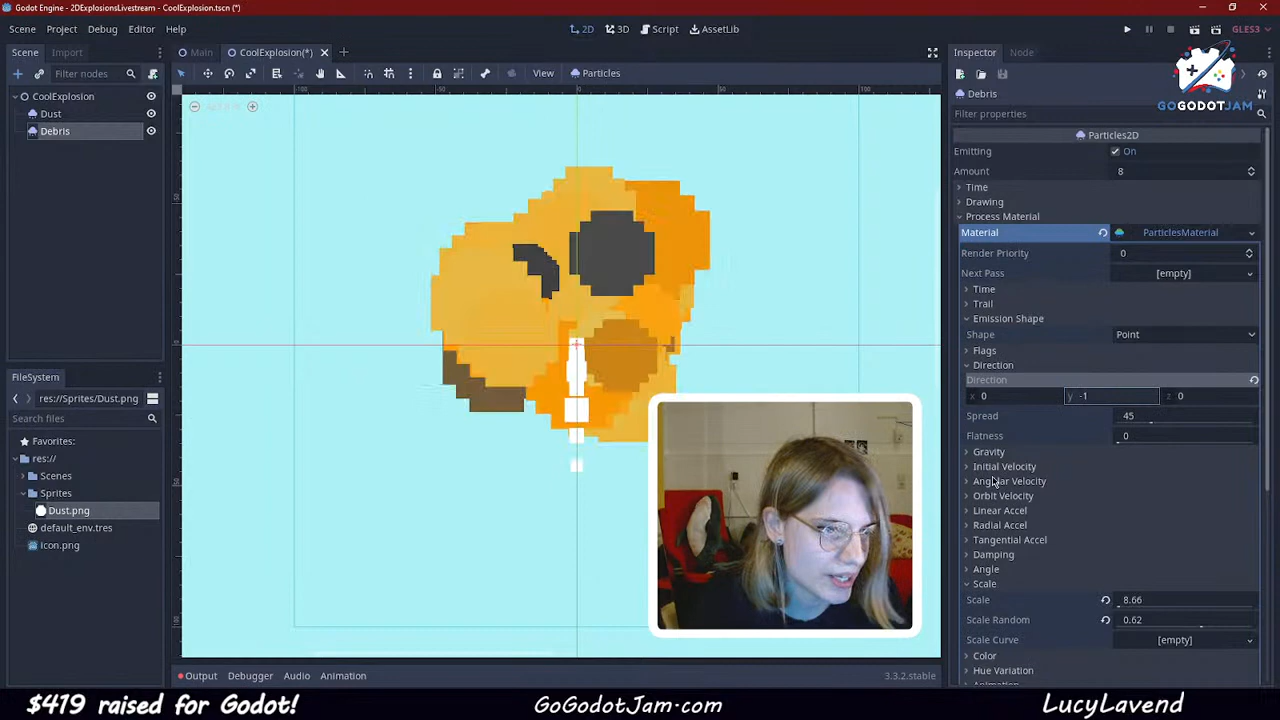 Godot Engine - 2DExplosionsLivestream - CoolExplosion.tscn (*)
Scene Project Debug Editor Help
2D 3D Script AssetLib
GLES3
Scene Import
Main CoolExplosion(*)
Inspector Node
Filter nodes
View Particles
GOGODOTJAM
CoolExplosion
Debris
Dust
Filter properties
Debris
Particles2D
Emitting On
Amount 8
Time
Drawing
Process Material
Material ParticlesMaterial
Render Priority 0
Next Pass [empty]
Time
Trail
Emission Shape
Shape Point
Flags
Direction
Direction
x 0 y -1 z 0
Spread 45
Flatness 0
Gravity
Initial Velocity
Angular Velocity
Orbit Velocity
Linear Accel
Radial Accel
Tangential Accel
Damping
Angle
Scale
Scale 8.66
Scale Random 0.62
Scale Curve [empty]
Color
Hue Variation
Animation
FileSystem
res://Sprites/Dust.png
Search files
Favorites:
res://
Scenes
Sprites
Dust.png
default_env.tres
icon.png
-100 -50 0 50 100
Output Debugger Audio Animation 3.3.2.stable
$419 raised for Godot! GoGodotJam.com LucyLavend